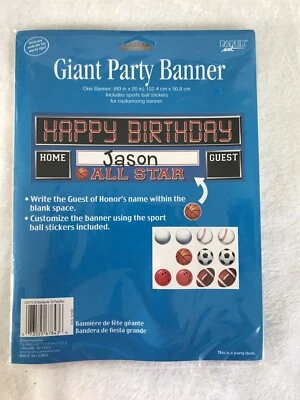 PAPER
art
Giant Party Banner
One Banner: (60 in x 20 in) 152.4 cm x 50.8 cm
Includes sports ball stickers
for customizing banner
HAPPY BIRTHDAY
HOME
Jason
GUEST
ALL STAR
• Write the Guest of Honor's name within the
blank space.
• Customize the banner using the sport
ball stickers included.
Bannière de fête géante
Bandera de fiesta grande
This is a party item.